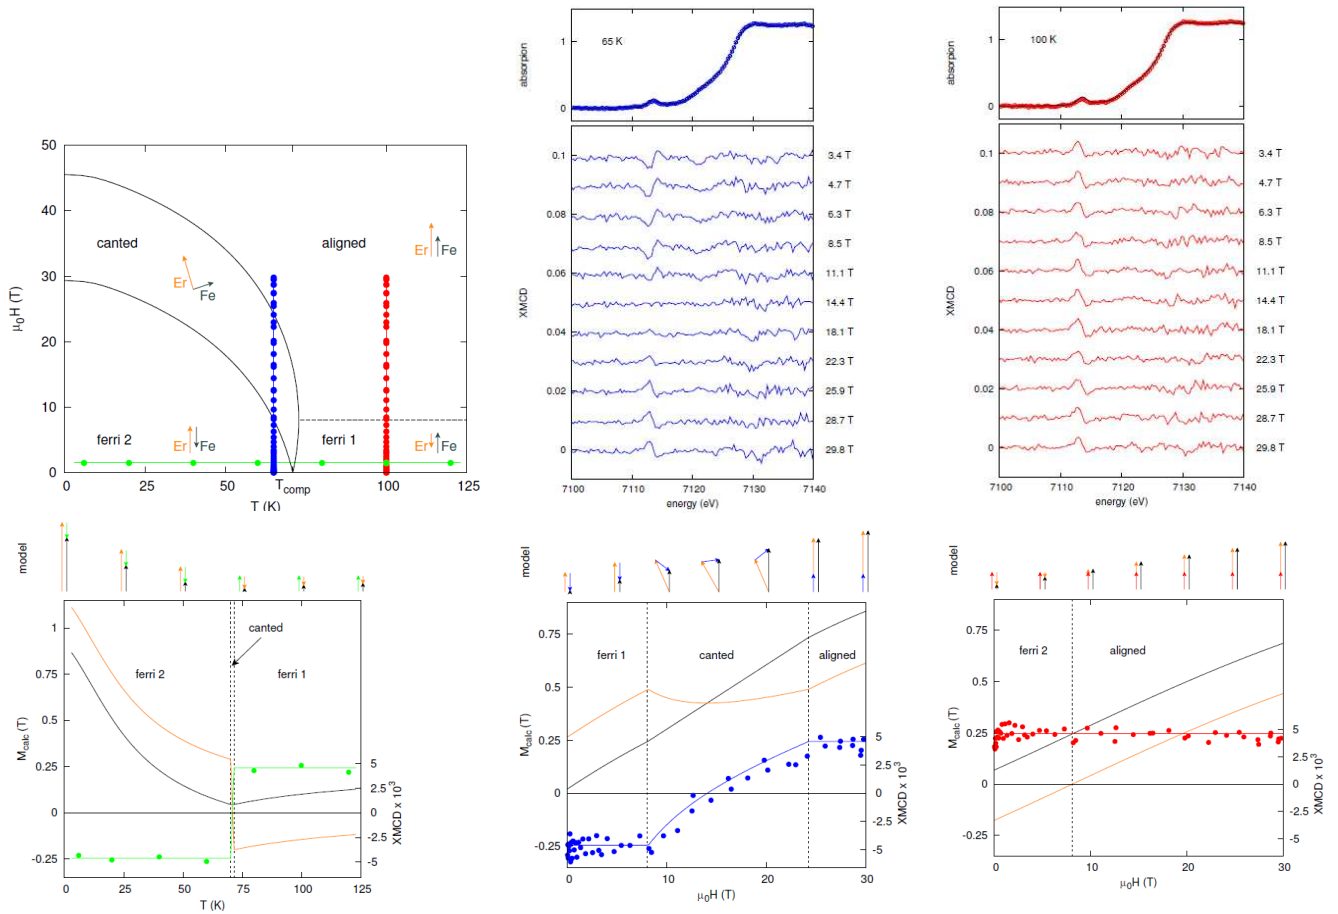 50
40
30
20
10
0
μ₀H (T)
canted
aligned
Er
Fe
Er
Fe
ferri 2
Er
Fe
ferri 1
Er
Fe
0
25
50
Tcomp
100
125
T (K)
1
0
absorpion
65 K
0.1
0.08
0.06
0.04
0.02
0
XMCD
3.4 T
4.7 T
6.3 T
8.5 T
11.1 T
14.4 T
18.1 T
22.3 T
25.9 T
28.7 T
29.8 T
7100
7110
7120
7130
7140
energy (eV)
1
0
absorpion
100 K
0.1
0.08
0.06
0.04
0.02
0
XMCD
3.4 T
4.7 T
6.3 T
8.5 T
11.1 T
14.4 T
18.1 T
22.3 T
25.9 T
28.7 T
29.8 T
7100
7110
7120
7130
7140
energy (eV)
model
1
0.75
0.5
0.25
0
-0.25
Mcalc (T)
canted
ferri 2
ferri 1
5
2.5
0
-2.5
-5
XMCD x 10³
0
25
50
75
100
125
T (K)
model
0.75
0.5
0.25
0
-0.25
Mcalc (T)
ferri 1
canted
aligned
5
2.5
0
-2.5
-5
XMCD x 10³
0
10
20
30
μ₀H (T)
model
0.75
0.5
0.25
0
-0.25
Mcalc (T)
ferri 2
aligned
5
2.5
0
-2.5
-5
XMCD x 10³
0
10
20
30
μ₀H (T)